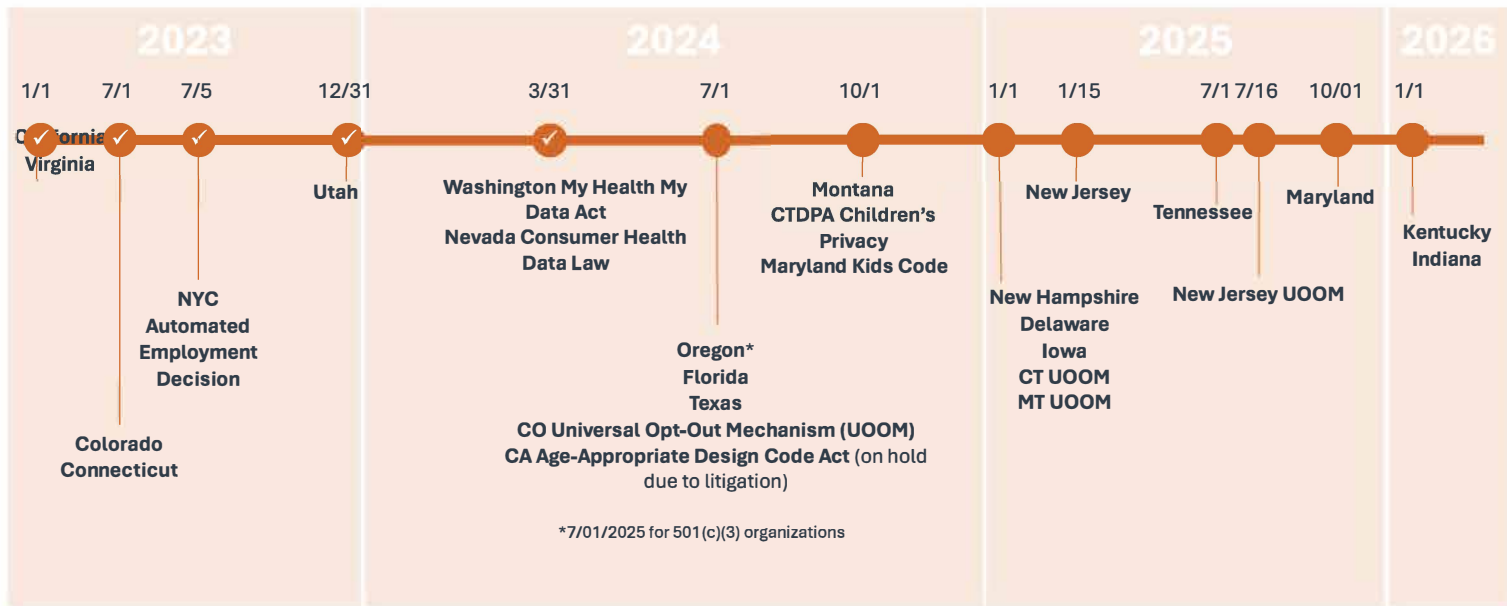 2023
2024
2025
2026
1/1
7/1
7/5
12/31
3/31
7/1
10/1
1/1
1/15
7/1
7/16
10/01
1/1
California
Virginia
Colorado
Connecticut
NYC
Automated
Employment
Decision
Utah
Washington My Health My
Data Act
Nevada Consumer Health
Data Law
Oregon*
Florida
Texas
CO Universal Opt-Out Mechanism (UOOM)
CA Age-Appropriate Design Code Act (on hold
due to litigation)
*7/01/2025 for 501(c)(3) organizations
Montana
CTDPA Children’s
Privacy
Maryland Kids Code
New Hampshire
Delaware
Iowa
CT UOOM
MT UOOM
New Jersey
Tennessee
New Jersey UOOM
Maryland
Kentucky
Indiana